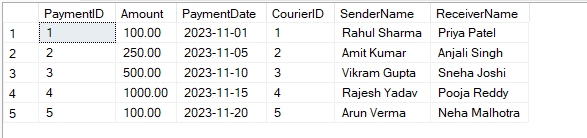 PaymentID Amount PaymentDate CourierID SenderName ReceiverName
1 1 100.00 2023-11-01 1 Rahul Sharma Priya Patel
2 2 250.00 2023-11-05 2 Amit Kumar Anjali Singh
3 3 500.00 2023-11-10 3 Vikram Gupta Sneha Joshi
4 4 1000.00 2023-11-15 4 Rajesh Yadav Pooja Reddy
5 5 100.00 2023-11-20 5 Arun Verma Neha Malhotra